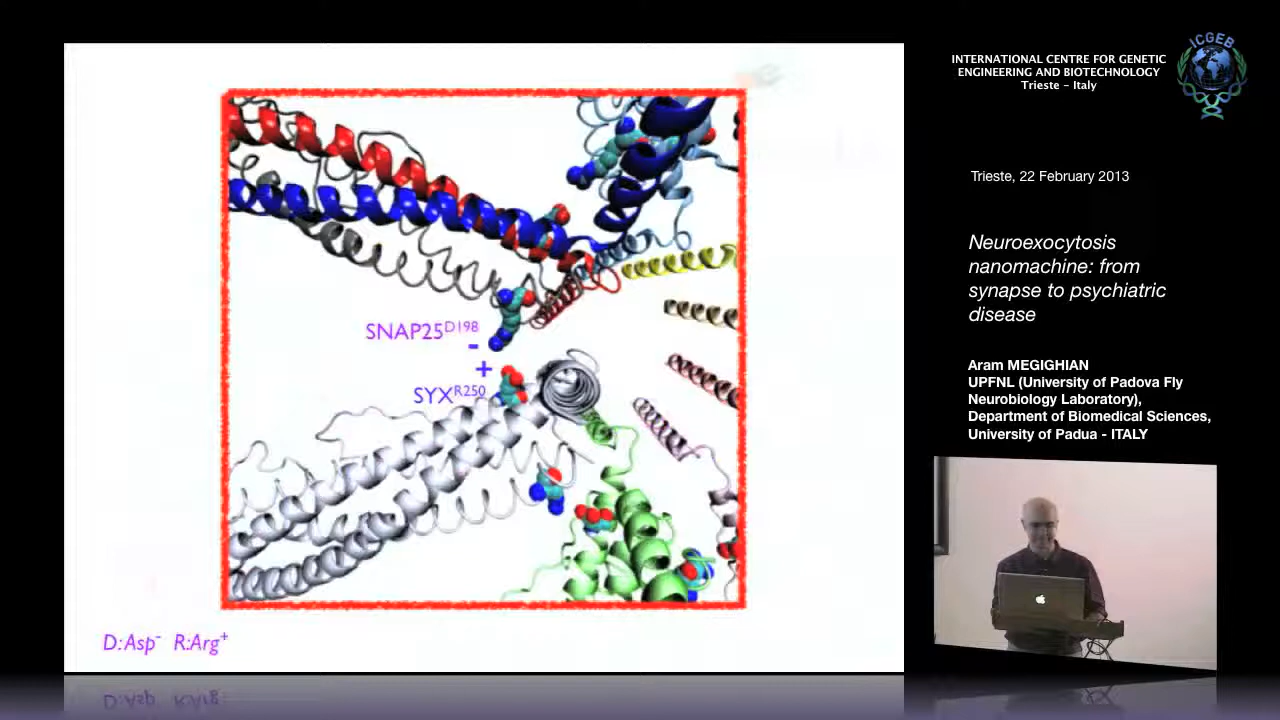 SNAP25D198
-
+
SYXR250
D:Asp- R:Arg+
ICGEB
INTERNATIONAL CENTRE FOR GENETIC
ENGINEERING AND BIOTECHNOLOGY
Trieste - Italy
Trieste, 22 February 2013
Neuroexocytosis
nanomachine: from
synapse to psychiatric
disease
Aram MEGIGHIAN
UPFNL (University of Padova Fly
Neurobiology Laboratory),
Department of Biomedical Sciences,
University of Padua - ITALY